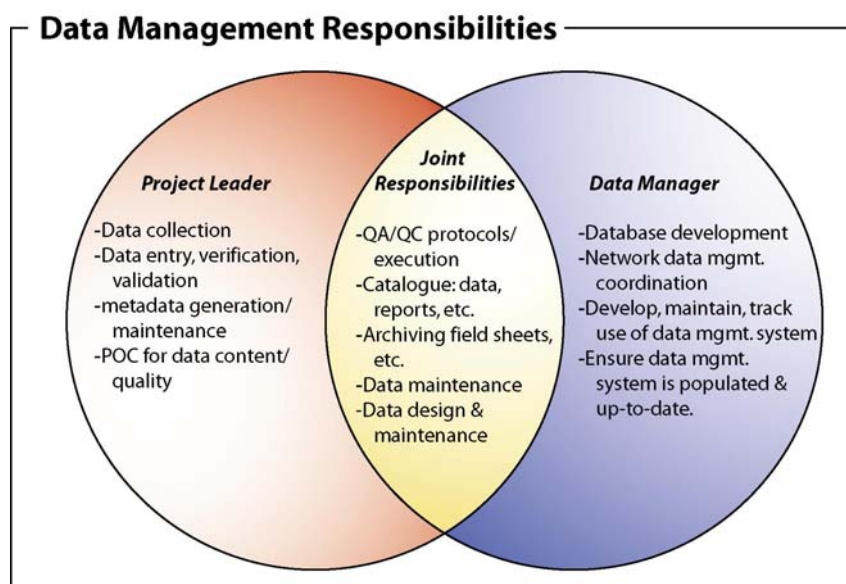 Data Management Responsibilities
Project Leader
-Data collection
-Data entry, verification,
validation
-metadata generation/
maintenance
-POC for data content/
quality
Joint
Responsibilities
-QA/QC protocols/
execution
-Catalogue: data,
reports, etc.
-Archiving field sheets,
etc.
-Data maintenance
-Data design &
maintenance
Data Manager
-Database development
-Network data mgmt.
coordination
-Develop, maintain, track
use of data mgmt. system
-Ensure data mgmt.
system is populated &
up-to-date.